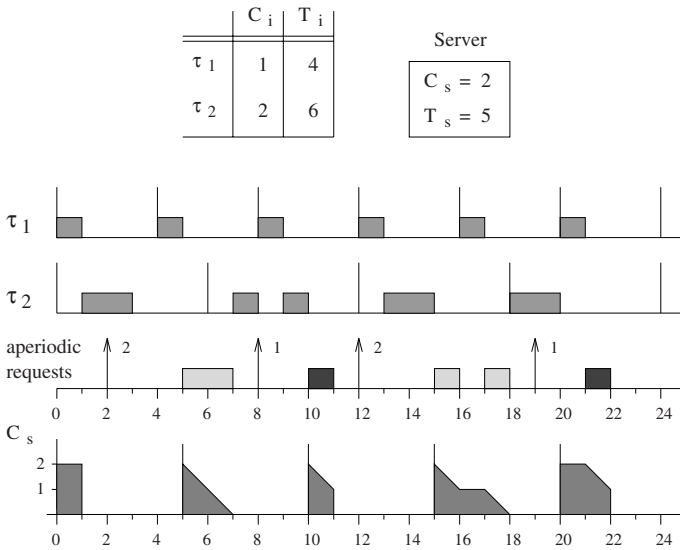 C i T i
τ 1 1 4
τ 2 2 6
Server
C s = 2
T s = 5
τ 1
τ 2
aperiodic
requests
2 1 2 1
0 2 4 6 8 10 12 14 16 18 20 22 24
C s
2
1
0 2 4 6 8 10 12 14 16 18 20 22 24